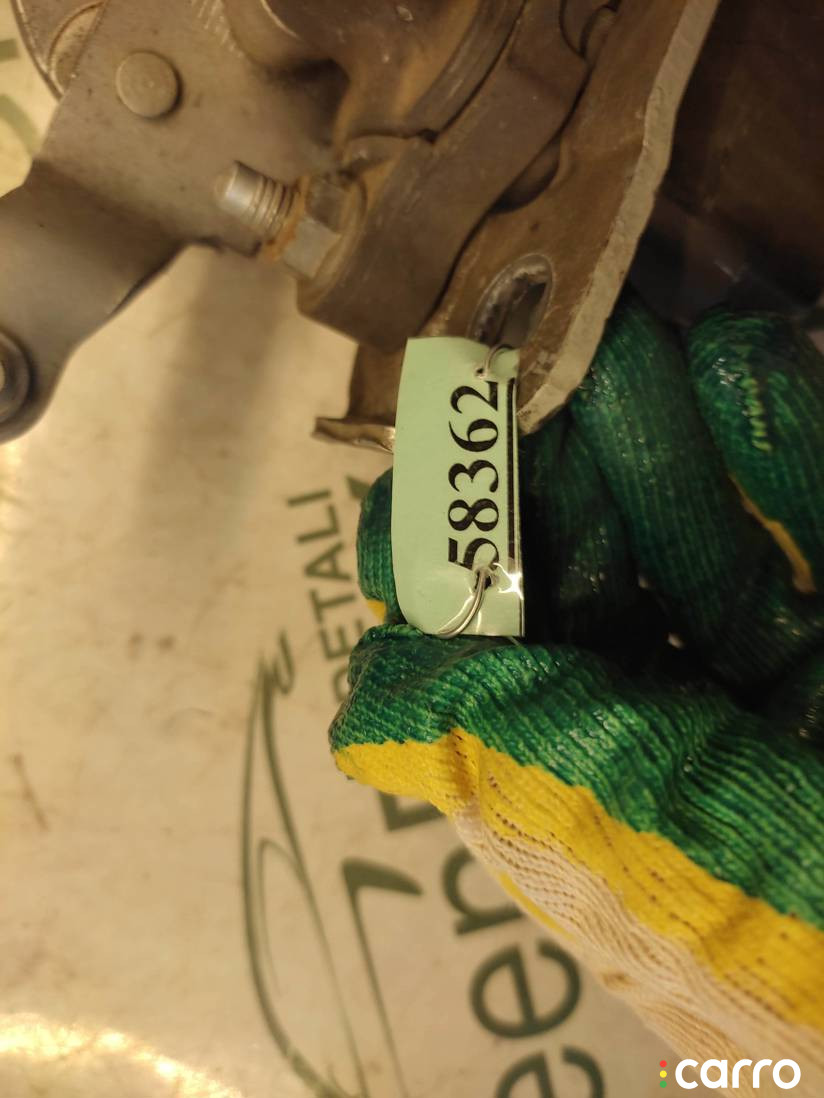 58362
DETALI
een
carro